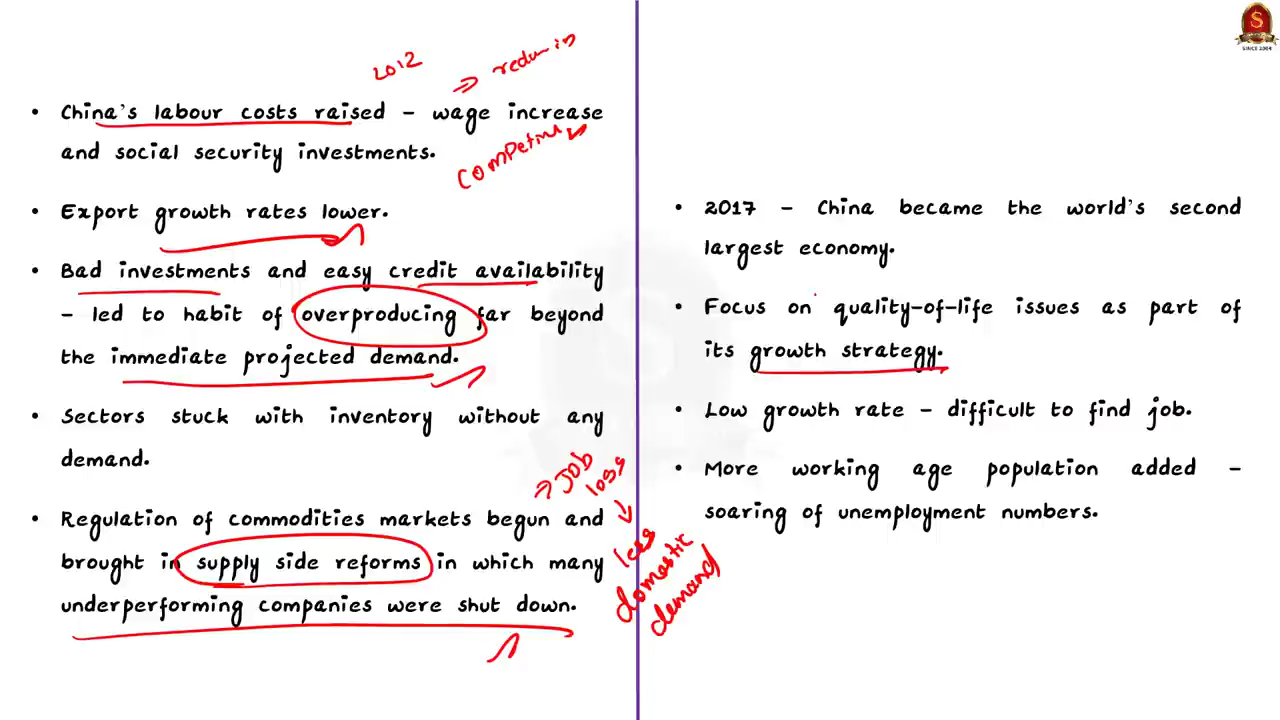 2012
• China's labour costs raised – wage increase
and social security investments.
• Export growth rates lower.
• Bad investments and easy credit availability
– led to habit of overproducing far beyond
the immediate projected demand.
• Sectors stuck with inventory without any
demand.
⇒ Job
loss
↓
less
domestic
demand
• Regulation of commodities markets begun and
brought in supply side reforms in which many
underperforming companies were shut down.
• 2017 – China became the world's second
largest economy.
• Focus on quality-of-life issues as part of
its growth strategy.
• Low growth rate – difficult to find job.
• More working age population added –
soaring of unemployment numbers.
S
SINCE 2004